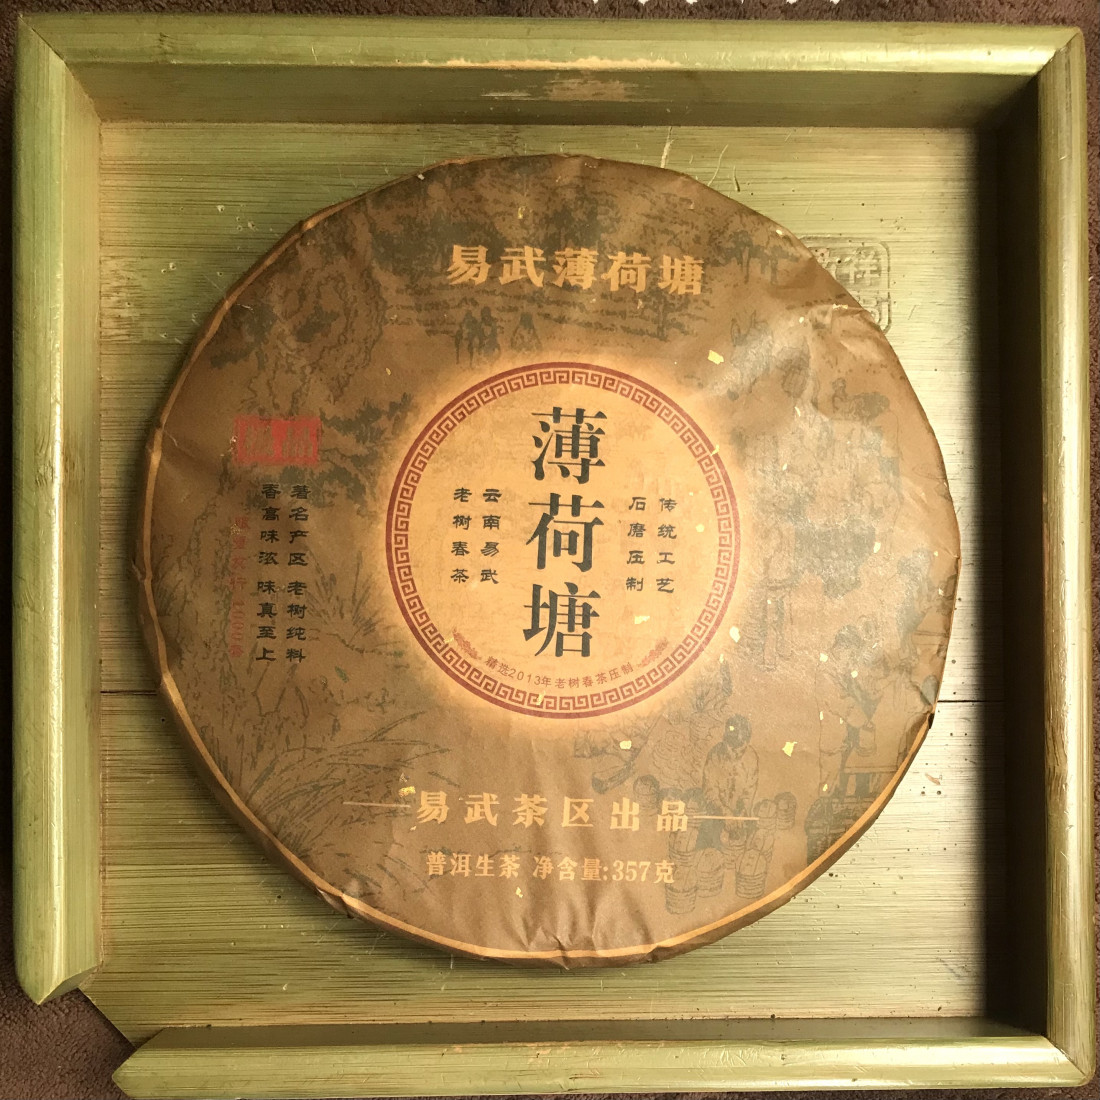 易武薄荷塘
薄荷塘
传统工艺
石磨压制
云南易武
老树春茶
精选2013年老树春茶压制
著名产区 老树纯料
香高味浓 味真至上
易武茶区出品
普洱生茶 净含量:357克